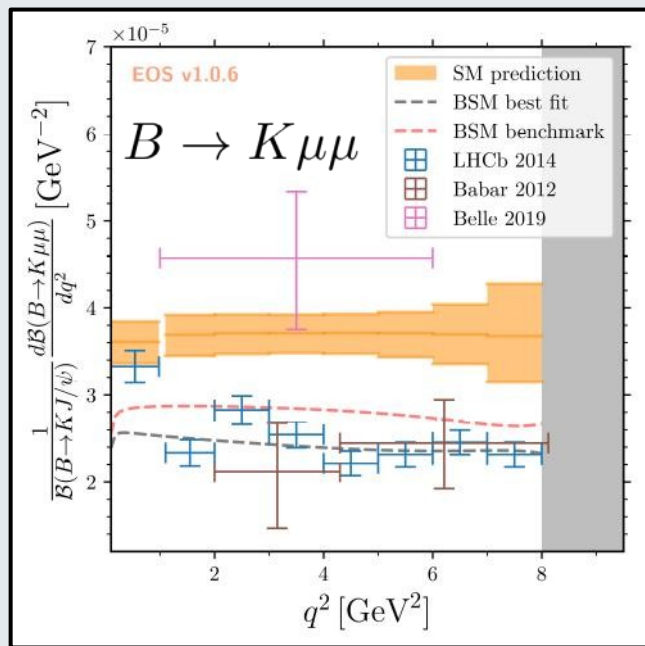 ×10⁻⁵
EOS v1.0.6
SM prediction
BSM best fit
BSM benchmark
LHCb 2014
Babar 2012
Belle 2019
B → Kμμ
7
6
5
4
3
2
1/B(B→KJ/ψ) dB(B→Kμμ)/dq² [GeV⁻²]
2 4 6 8
q² [GeV²]